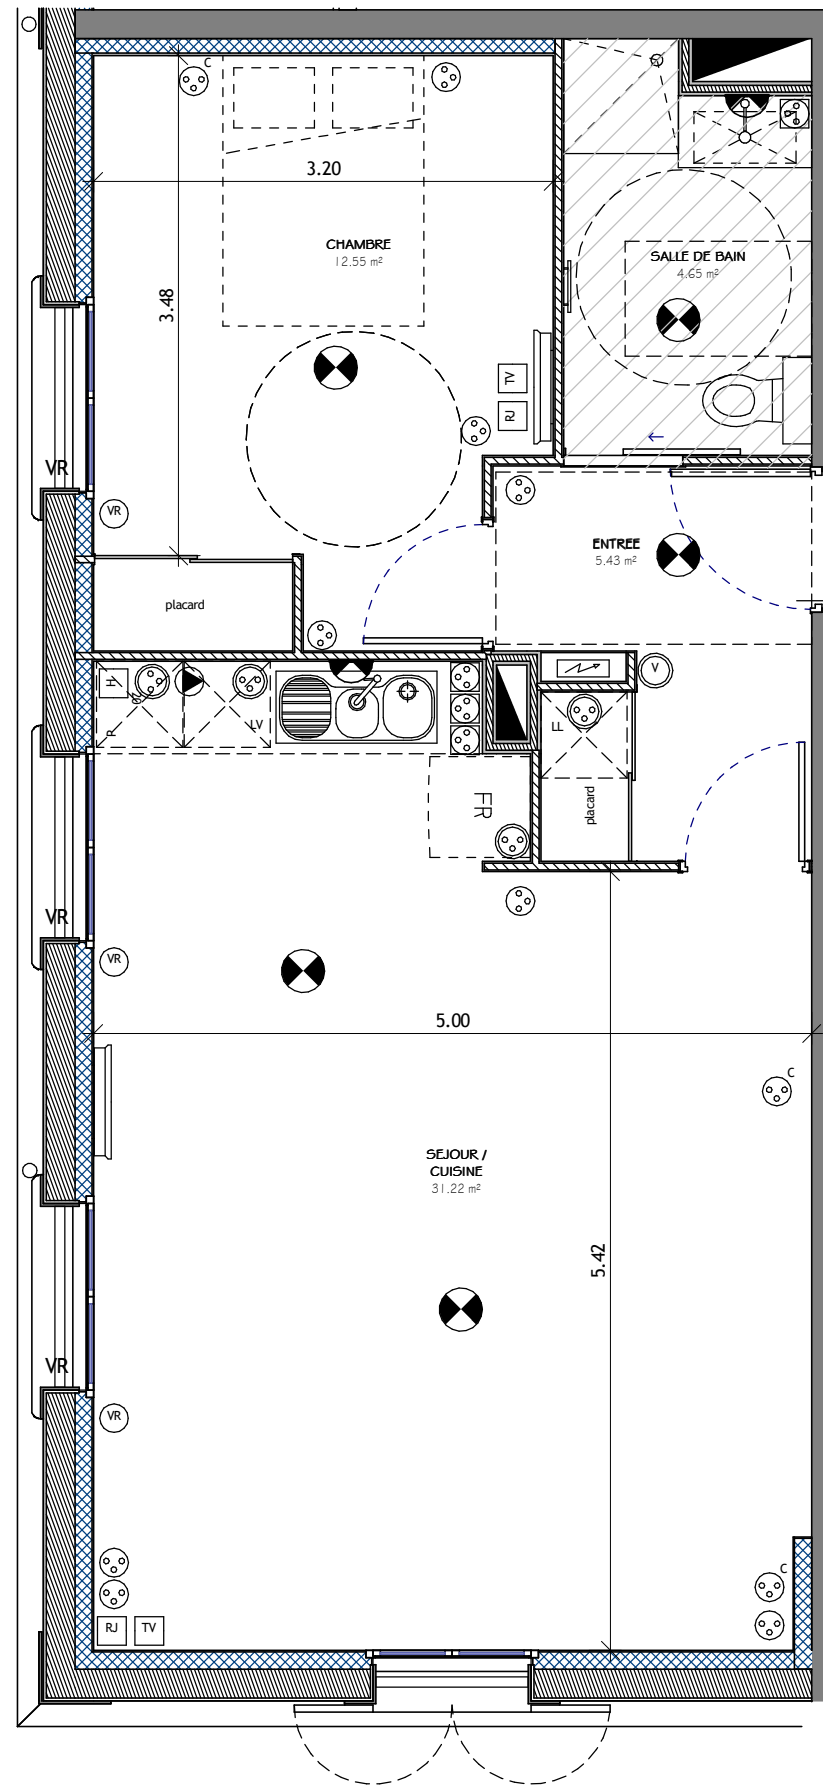 C
3.20
CHAMBRE
12.55 m²
SALLE DE BAIN
4.65 m²
3.48
TV
RJ
VR
VR
ENTREE
5.43 m²
placard
V
H
R
LV
LL
FR
placard
VR
VR
5.00
C
SEJOUR /
CUISINE
31.22 m²
5.42
VR
VR
C
RJ
TV